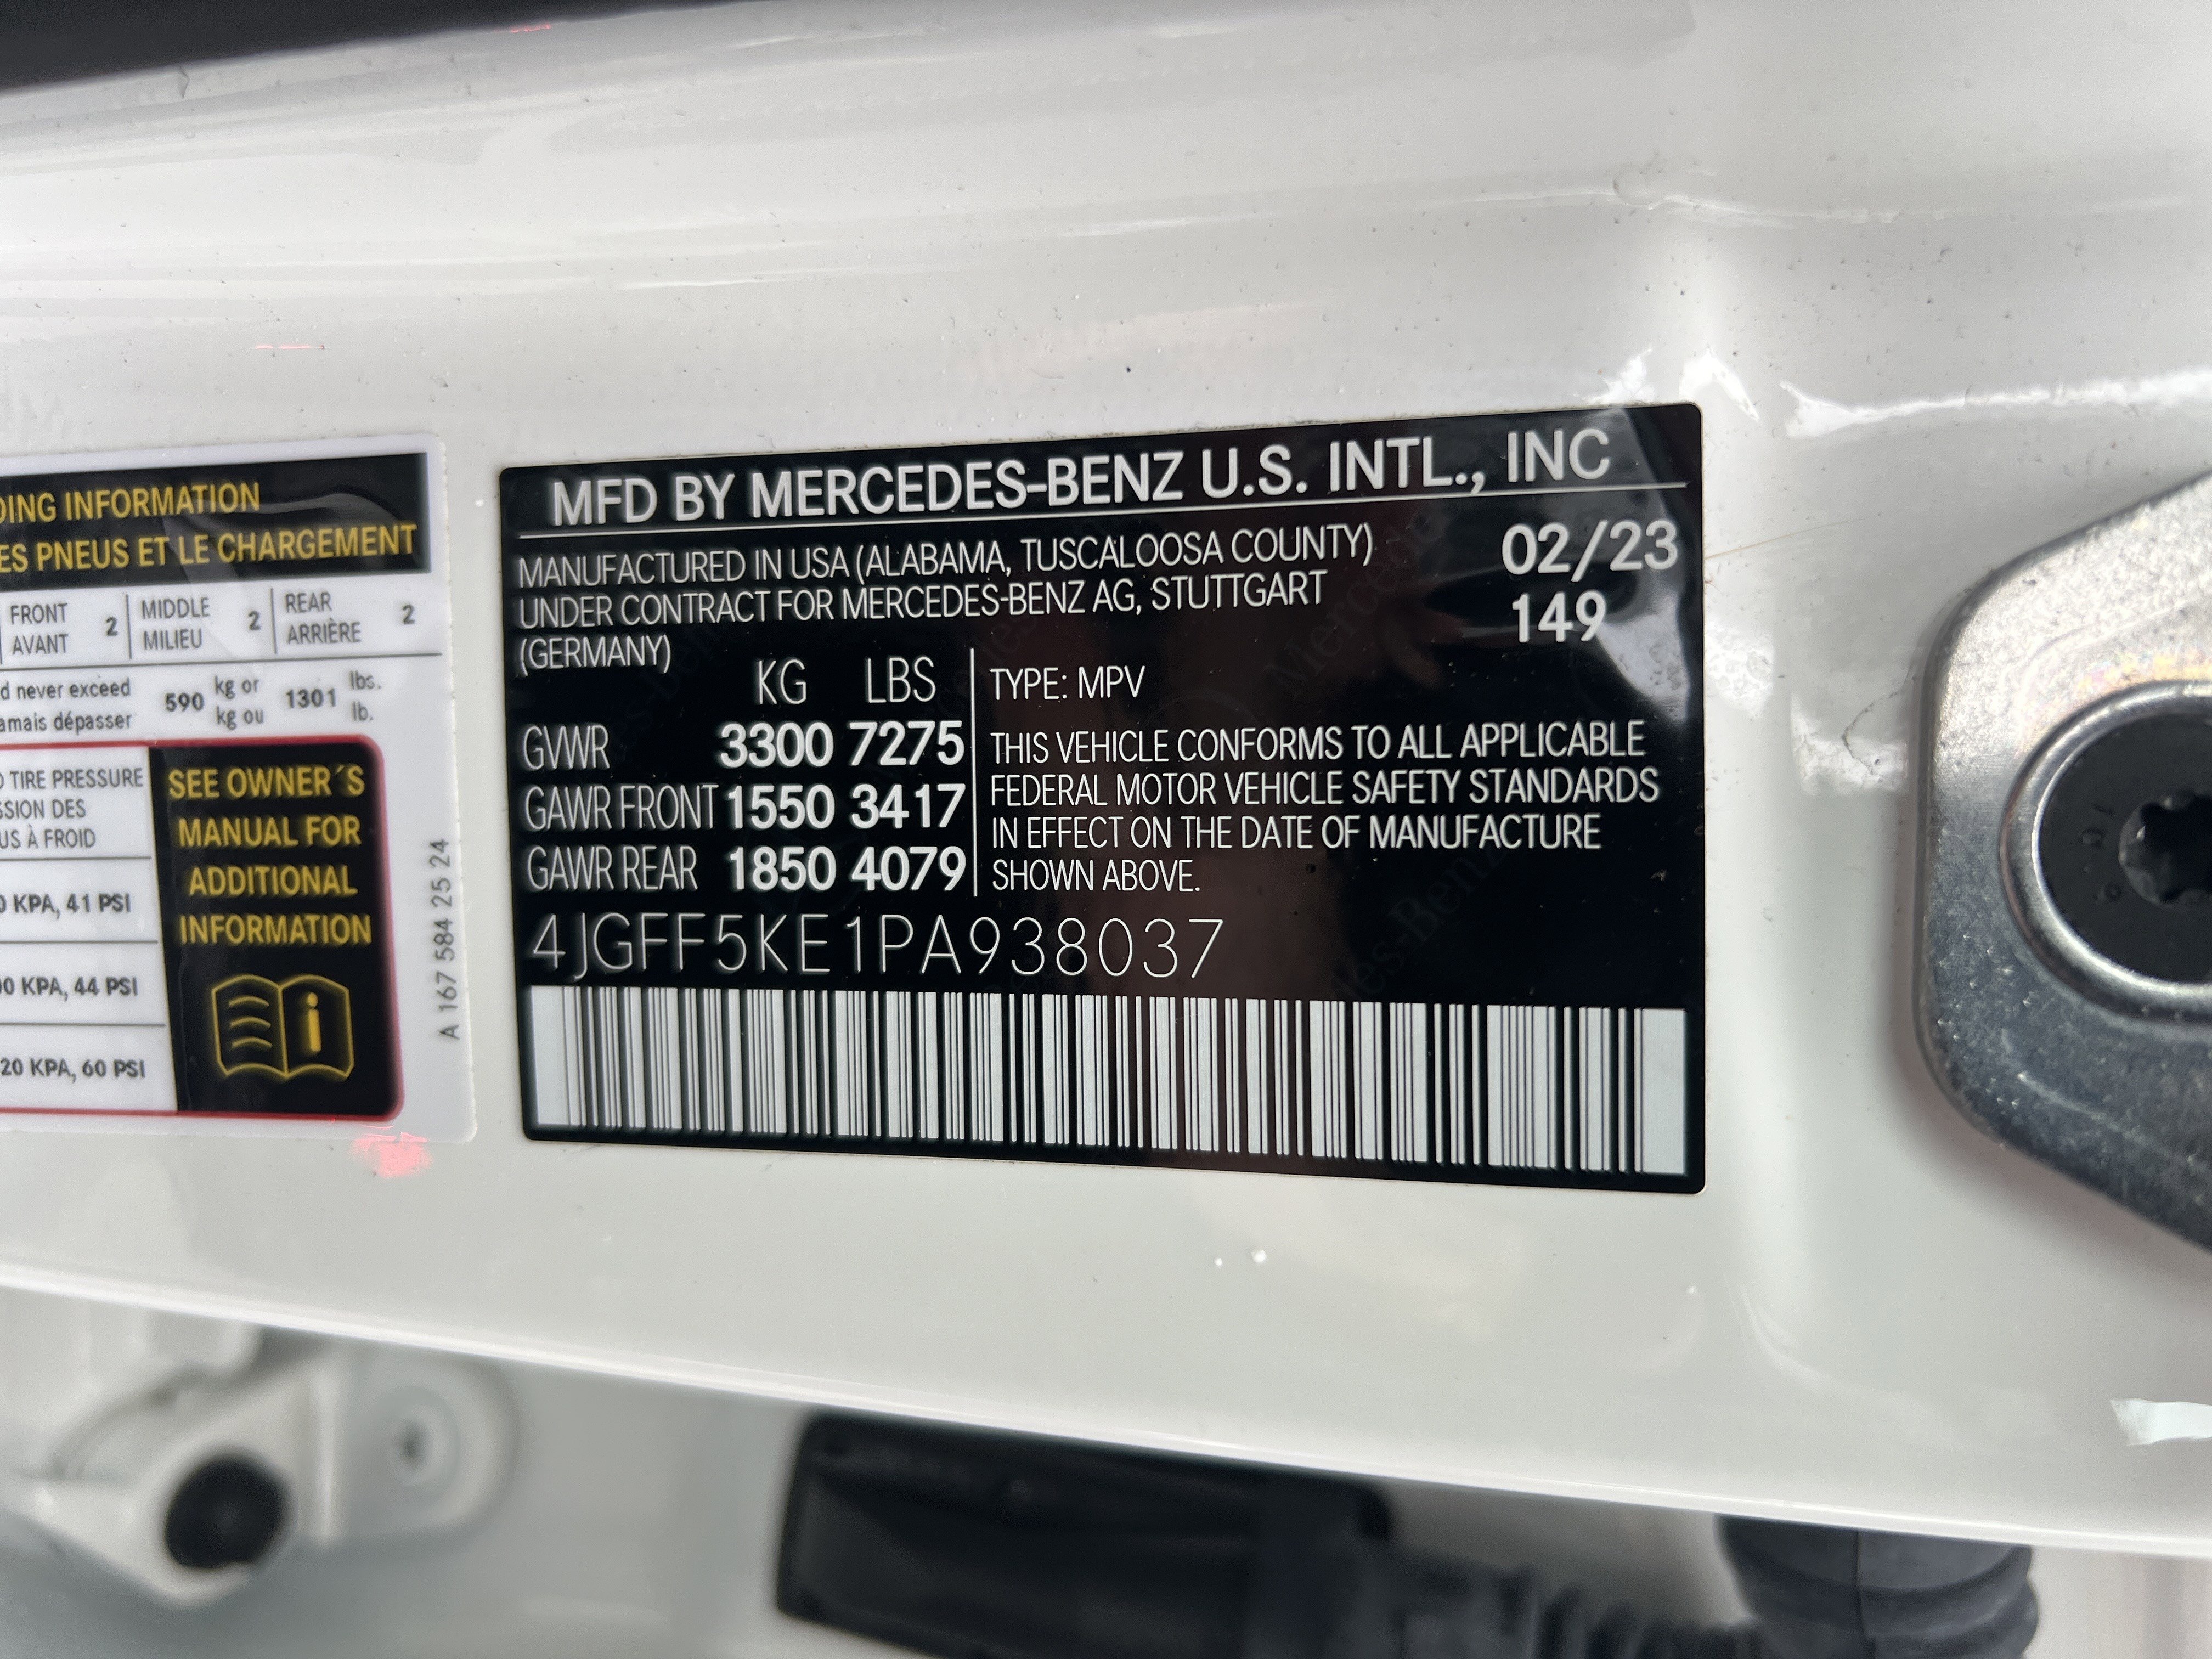 DING INFORMATION
ES PNEUS ET LE CHARGEMENT
FRONT 2 MIDDLE 2 REAR 2
AVANT MILIEU ARRIÈRE
d never exceed 590 kg or 1301 lbs.
amais dépasser kg ou lb.
TIRE PRESSURE
SSION DES
US À FROID
0 KPA, 41 PSI
00 KPA, 44 PSI
20 KPA, 60 PSI
SEE OWNER´S
MANUAL FOR
ADDITIONAL
INFORMATION
A 167 584 25 24
MFD BY MERCEDES-BENZ U.S. INTL., INC
MANUFACTURED IN USA (ALABAMA, TUSCALOOSA COUNTY) 02/23
UNDER CONTRACT FOR MERCEDES-BENZ AG, STUTTGART 149
(GERMANY)
KG LBS
GVWR 3300 7275
GAWR FRONT 1550 3417
GAWR REAR 1850 4079
TYPE: MPV
THIS VEHICLE CONFORMS TO ALL APPLICABLE
FEDERAL MOTOR VEHICLE SAFETY STANDARDS
IN EFFECT ON THE DATE OF MANUFACTURE
SHOWN ABOVE.
4JGFF5KE1PA938037